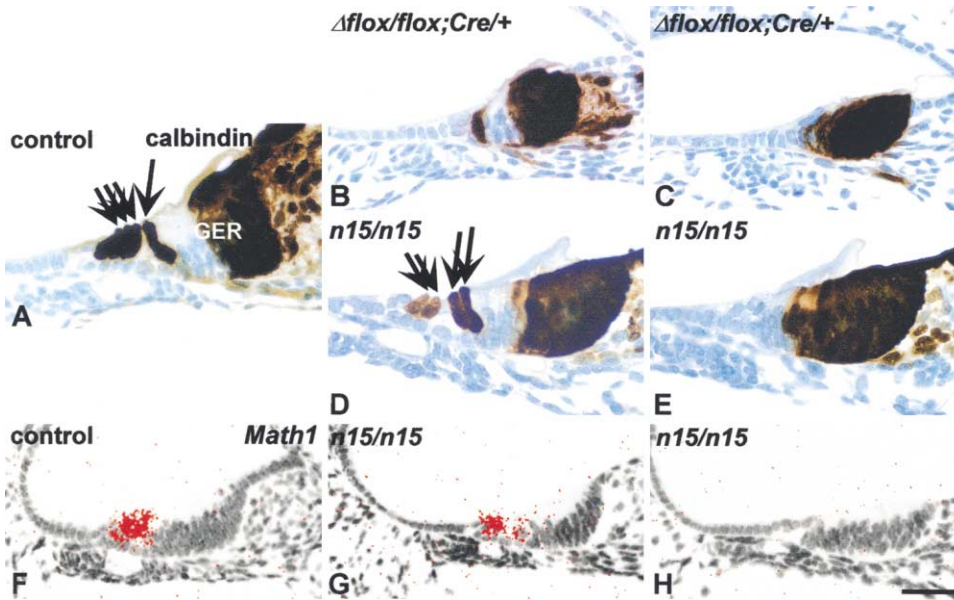 Δflox/flox;Cre/+
Δflox/flox;Cre/+
control
calbindin
GER
A
B
C
n15/n15
n15/n15
D
E
control
Math1
n15/n15
n15/n15
F
G
H